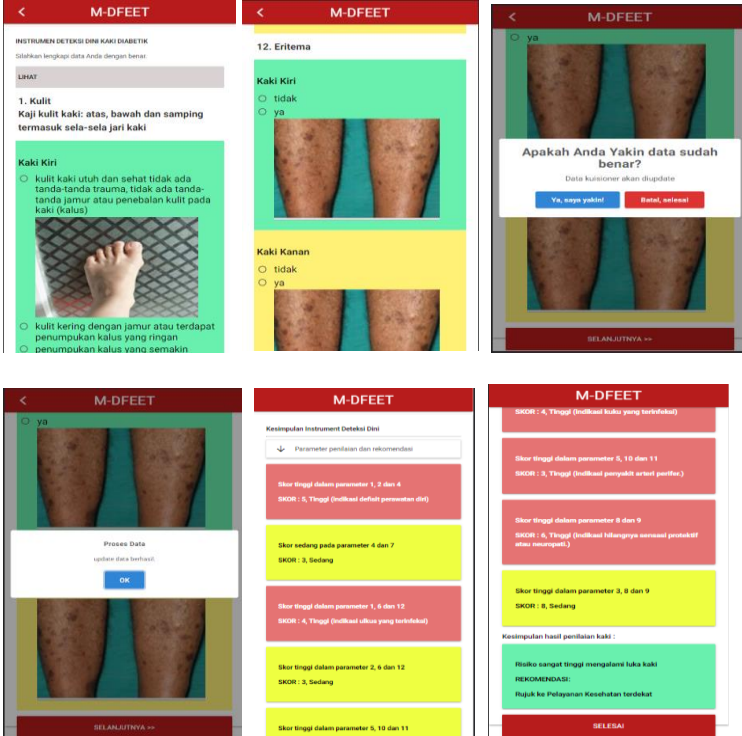 M-DFEET
INSTRUMEN DETEKSI DINI KAKI DIABETIK
Silahkan lengkapi data Anda dengan benar.
LIHAT
1. Kulit
Kaji kulit kaki: atas, bawah dan samping
termasuk sela-sela jari kaki
Kaki Kiri
kulit kaki utuh dan sehat tidak ada
tanda-tanda trauma, tidak ada tanda-
tanda jamur atau penebalan kulit pada
kaki (kalus)
kulit kering dengan jamur atau terdapat
penumpukan kalus yang ringan
penumpukan kalus yang semakin
M-DFEET
12. Eritema
Kaki Kiri
tidak
ya
Kaki Kanan
tidak
ya
M-DFEET
ya
Apakah Anda Yakin data sudah
benar?
Data kuisioner akan diupdate
Ya, saya yakin!
Batal, selesai
SELANJUTNYA >>
M-DFEET
ya
Proses Data
update data berhasil
OK
SELANJUTNYA >>
M-DFEET
Kesimpulan Instrument Deteksi Dini
Parameter penilaian dan rekomendasi
Skor tinggi dalam parameter 1, 3 dan 4
SKOR : 5, Tinggi (indikasi defisit perawatan diri)
Skor sedang pada parameter 4 dan 7
SKOR : 3, Sedang
Skor tinggi dalam parameter 1, 6 dan 12
SKOR : 4, Tinggi (indikasi ulkus yang terinfeksi)
Skor tinggi dalam parameter 2, 6 dan 12
SKOR : 3, Sedang
Skor tinggi dalam parameter 5, 10 dan 11
M-DFEET
SKOR : 4, Tinggi (indikasi kuku yang terinfeksi)
Skor tinggi dalam parameter 5, 10 dan 11
SKOR : 3, Tinggi (indikasi penyakit arteri perifer.)
Skor tinggi dalam parameter 8 dan 9
SKOR : 6, Tinggi (indikasi hilangnya sensasi protektif
atau neuropati.)
Skor tinggi dalam parameter 3, 8 dan 9
SKOR : 8, Sedang
Kesimpulan hasil penilaian kaki :
Risiko sangat tinggi mengalami luka kaki
REKOMENDASI:
Rujuk ke Pelayanan Kesehatan terdekat
SELESAI